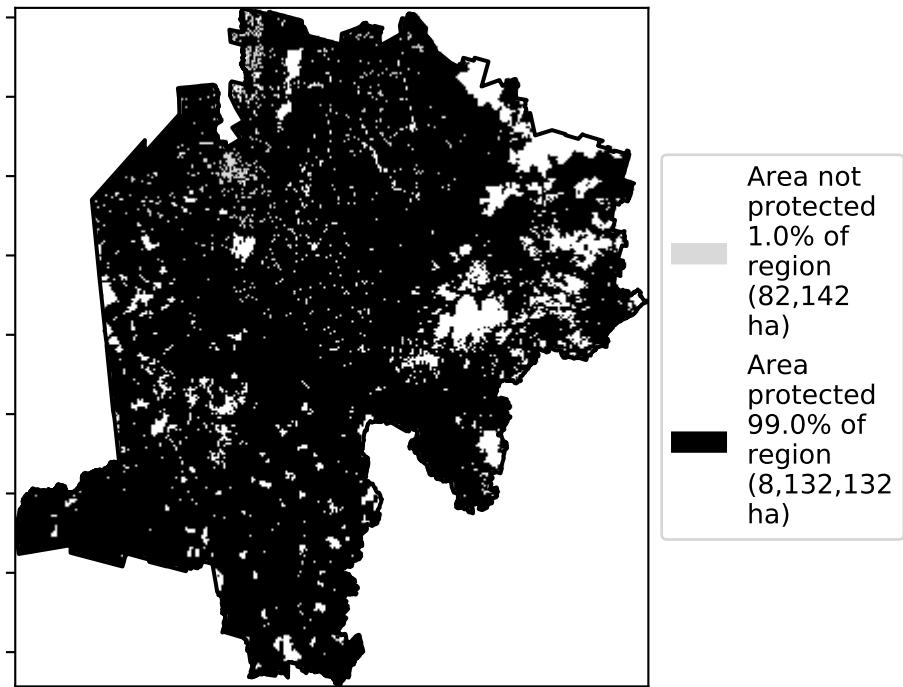 Area not
protected
1.0% of
region
(82,142
ha)
Area
protected
99.0% of
region
(8,132,132
ha)